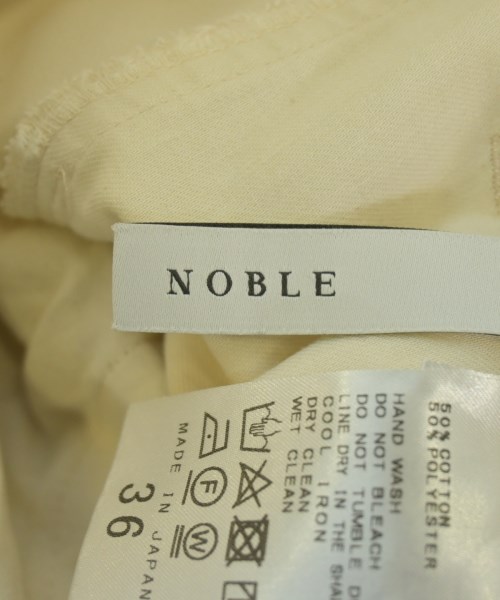 NOBLE
50% COTTON
50% POLYESTER
HAND WASH
DO NOT BLEACH
DO NOT TUMBLE D
LINE DRY IN THE SHA
COOL IRON
DRY CLEAN
WET CLEAN
F
W
MADE IN JAPAN
36